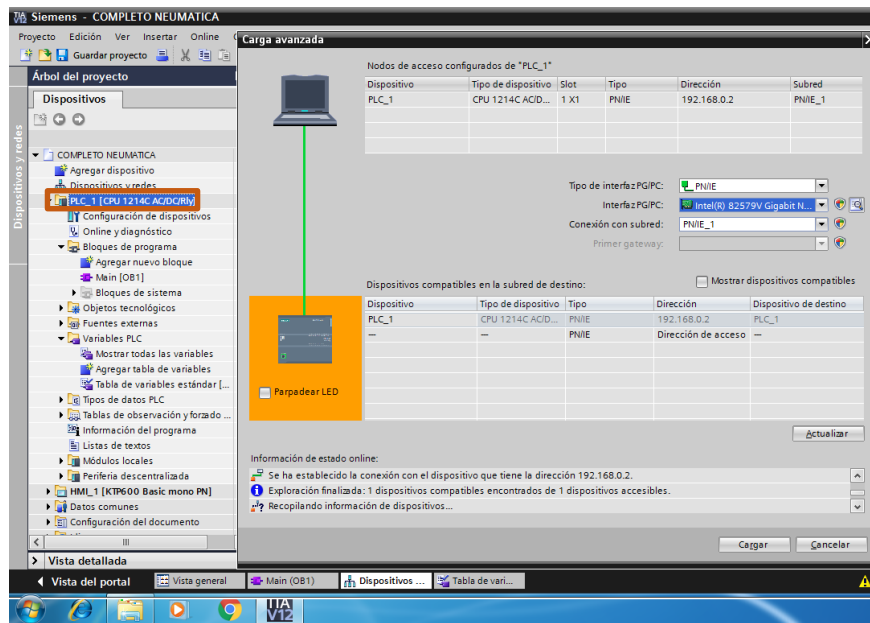 Siemens - COMPLETO NEUMATICA
Proyecto Edición Ver Insertar Online
Guardar proyecto
Árbol del proyecto
Dispositivos
Dispositivos y redes
COMPLETO NEUMATICA
Agregar dispositivo
Dispositivos y redes
PLC_1 [CPU 1214C AC/DC/Rly]
Configuración de dispositivos
Online y diagnóstico
Bloques de programa
Agregar nuevo bloque
Main [OB1]
Bloques de sistema
Objetos tecnológicos
Fuentes externas
Variables PLC
Mostrar todas las variables
Agregar tabla de variables
Tabla de variables estándar [...
Tipos de datos PLC
Tablas de observación y forzado ...
Información del programa
Listas de textos
Módulos locales
Periferia descentralizada
HMI_1 [KTP600 Basic mono PN]
Datos comunes
Configuración del documento
Vista detallada
Carga avanzada
Nodos de acceso configurados de "PLC_1"
Dispositivo Tipo de dispositivo Slot Tipo Dirección Subred
PLC_1 CPU 1214C AC/D... 1 X1 PN/IE 192.168.0.2 PN/IE_1
Tipo de interfaz PG/PC: PN/IE
Interfaz PG/PC: Intel(R) 82579V Gigabit N...
Conexión con subred: PN/IE_1
Primer gateway:
Dispositivos compatibles en la subred de destino: Mostrar dispositivos compatibles
Dispositivo Tipo de dispositivo Tipo Dirección Dispositivo de destino
PLC_1 CPU 1214C AC/D... PN/IE 192.168.0.2 PLC_1
— — PN/IE Dirección de acceso —
Parpadear LED
Actualizar
Información de estado online:
Se ha establecido la conexión con el dispositivo que tiene la dirección 192.168.0.2.
Exploración finalizada: 1 dispositivos compatibles encontrados de 1 dispositivos accesibles.
Recopilando información de dispositivos...
Cargar Cancelar
Vista del portal Vista general Main (OB1) Dispositivos ... Tabla de vari...
TIA
V12